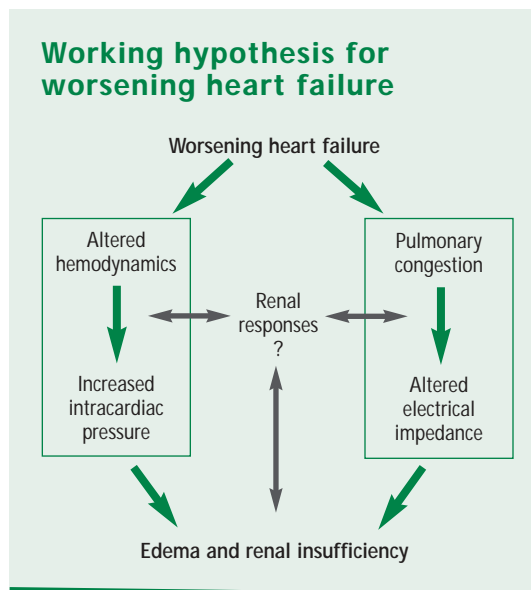 Working hypothesis for
worsening heart failure
Worsening heart failure
Altered
hemodynamics
Increased
intracardiac
pressure
Renal
responses
?
Pulmonary
congestion
Altered
electrical
impedance
Edema and renal insufficiency